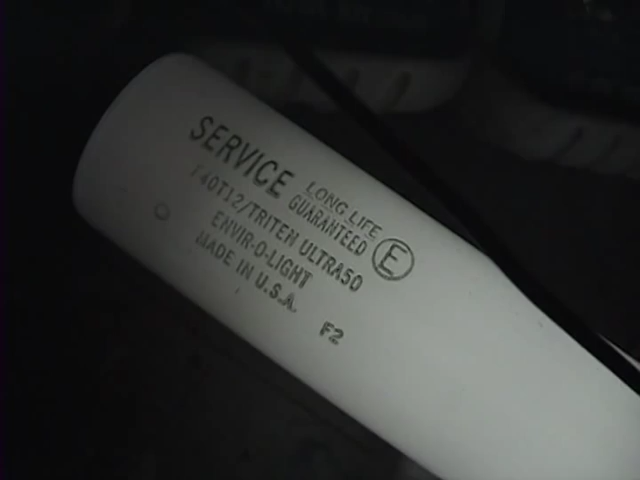 SERVICE LONG LIFE
GUARANTEED
F40T12/TRITEN ULTRA50
E
ENVIR-O-LIGHT
MADE IN U.S.A.
F2